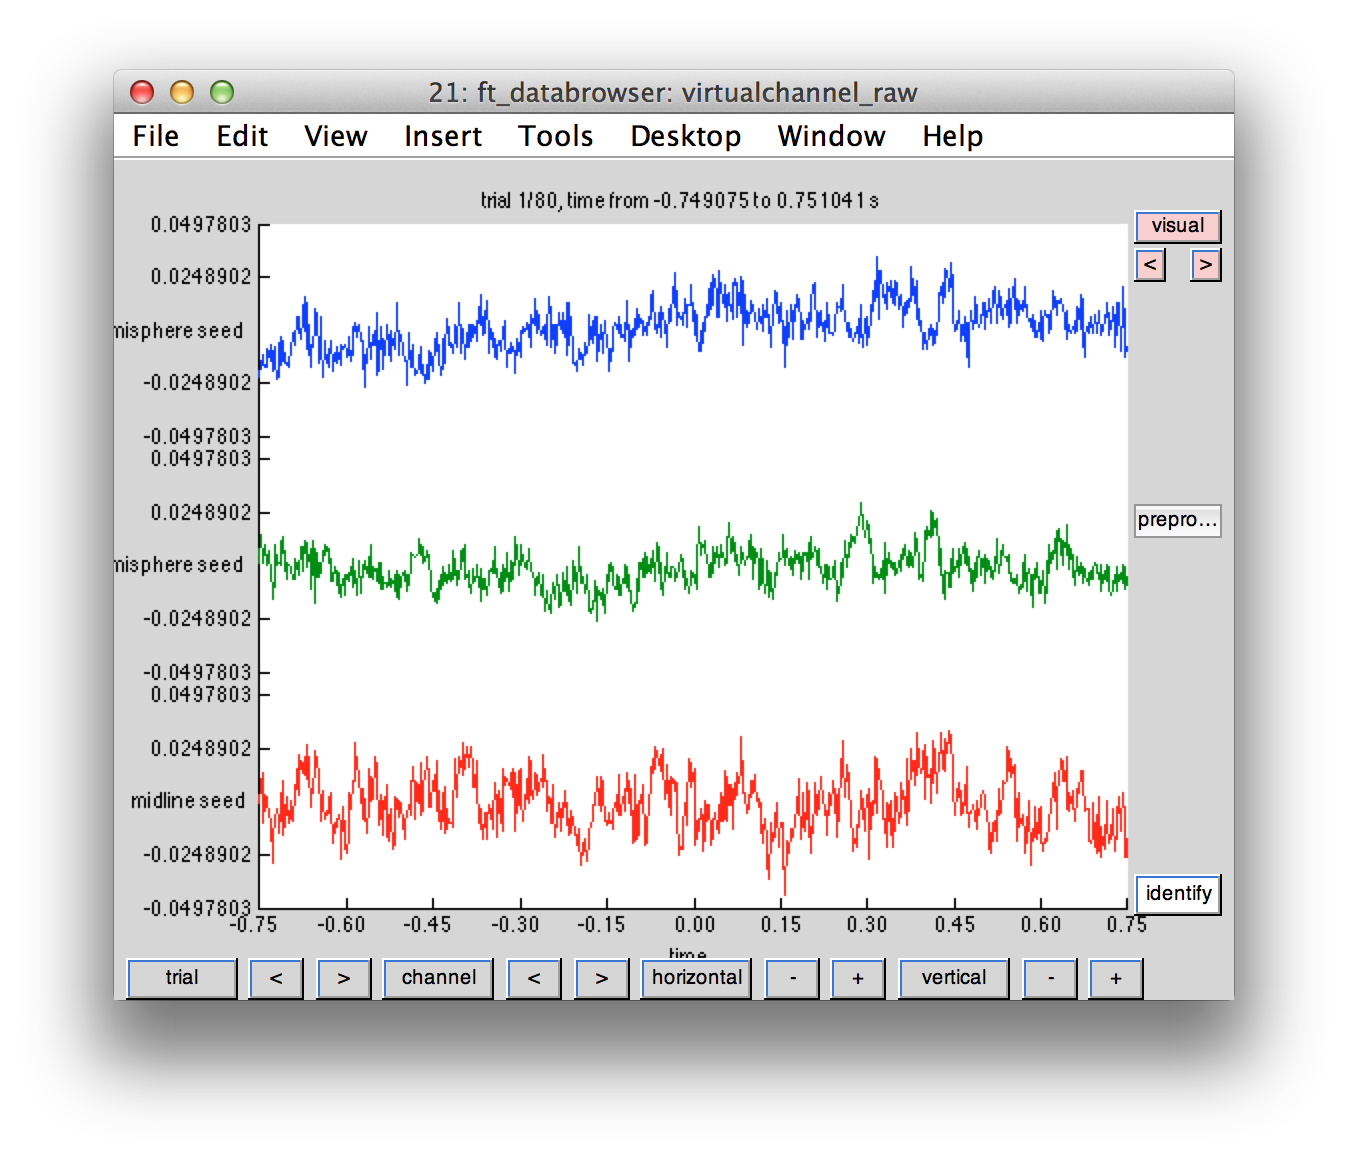 21: ft_databrowser: virtualchannel_raw
File Edit View Insert Tools Desktop Window Help
trial 1/80, time from -0.749075 to 0.751041 s
visual
< >
0.0497803
0.0248902
misphere seed
-0.0248902
-0.0497803
0.0497803
0.0248902
misphere seed
-0.0248902
-0.0497803
0.0497803
0.0248902
midline seed
-0.0248902
-0.0497803
prepro...
identify
-0.75 -0.60 -0.45 -0.30 -0.15 0.00 0.15 0.30 0.45 0.60 0.75
time
trial < > channel < > horizontal - + vertical - +